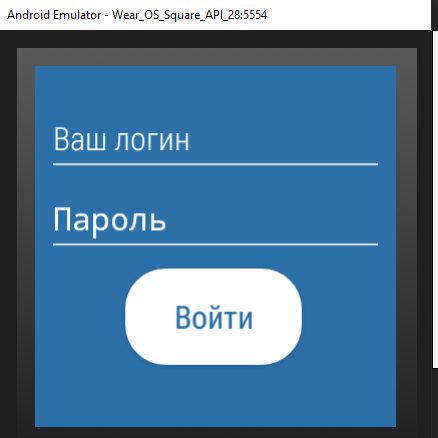 Android Emulator - Wear_OS_Square_API_28:5554
Ваш логин
Пароль
Войти